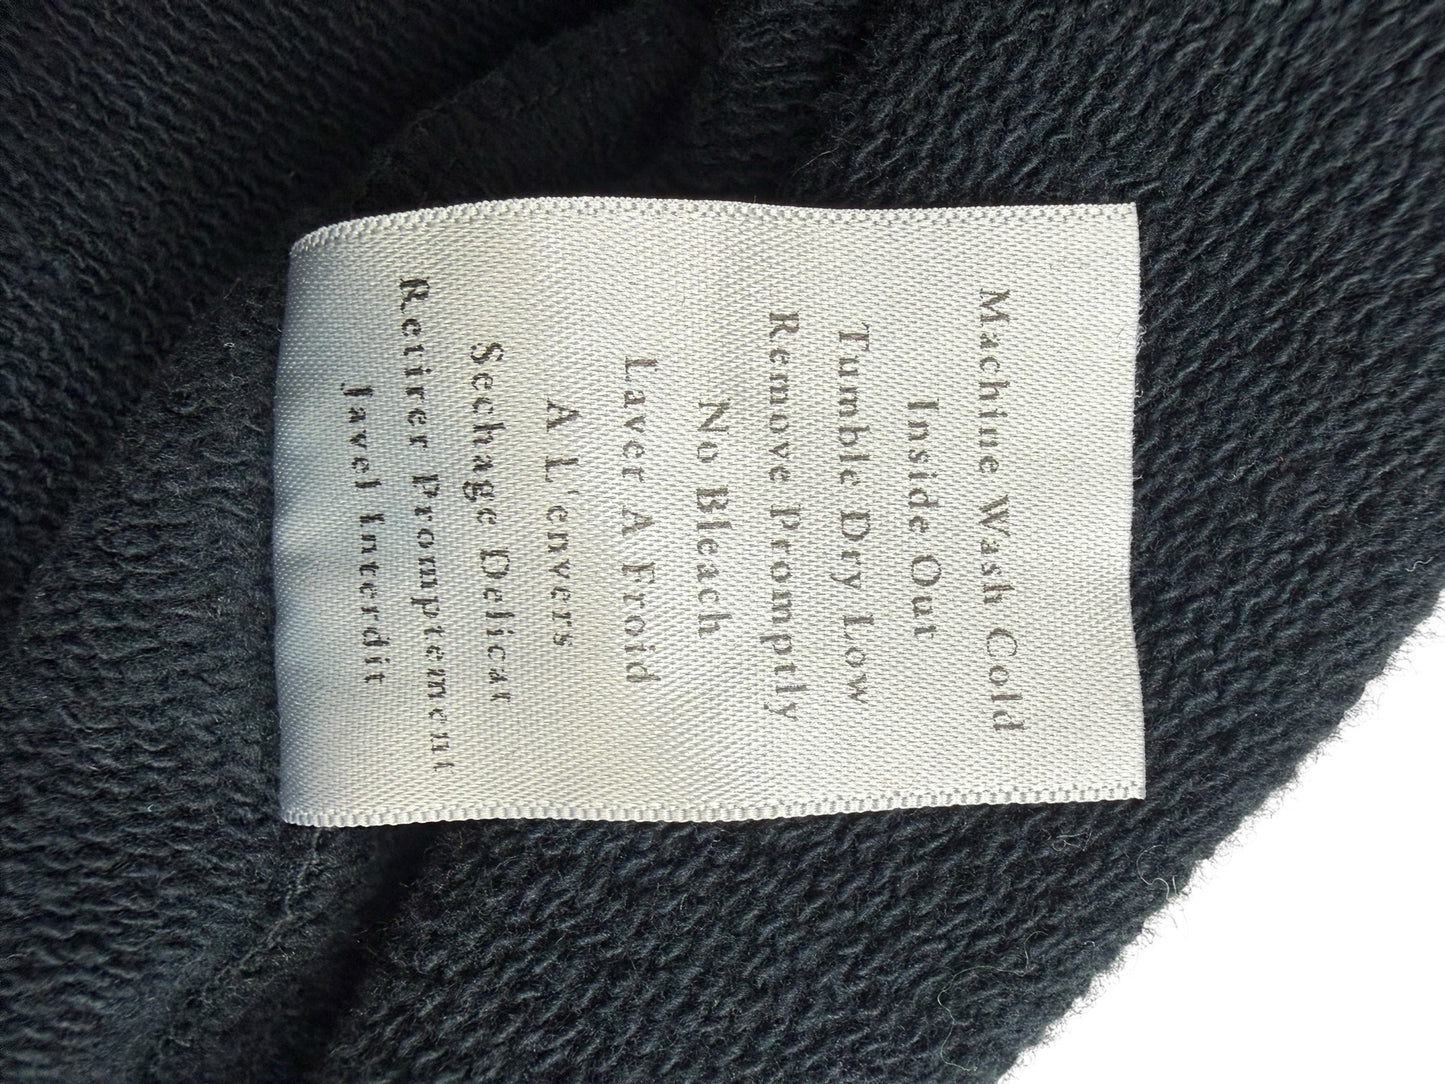 Machine Wash Cold
Inside Out
Tumble Dry Low
Remove Promptly
No Bleach
Laver A Froid
A L'envers
Sechage Delicat
Retirer Promptement
Javel Interdit